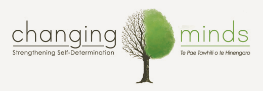 changing minds
Strengthening Self-Determination
Te Pae Tawhiti o te Hinengaro